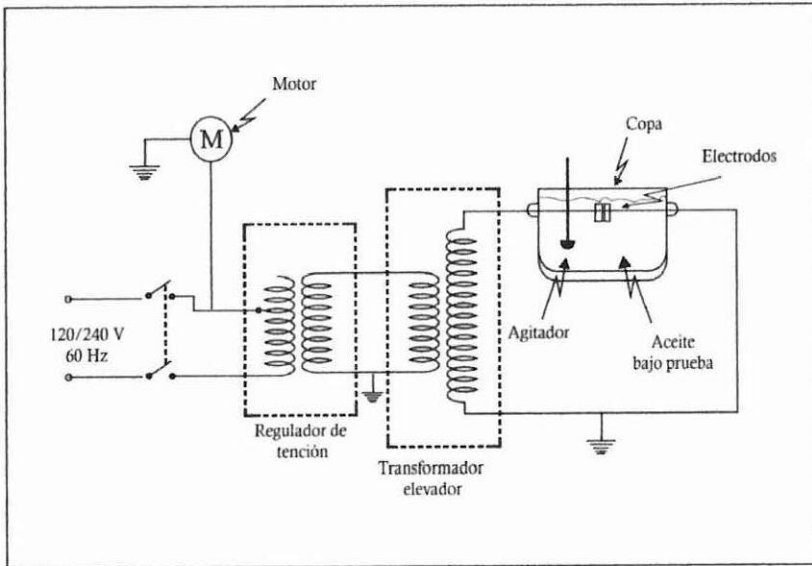 Motor
M
Copa
Electrodos
120/240 V
60 Hz
Agitador
Aceite
bajo prueba
Regulador de
tención
Transformador
elevador